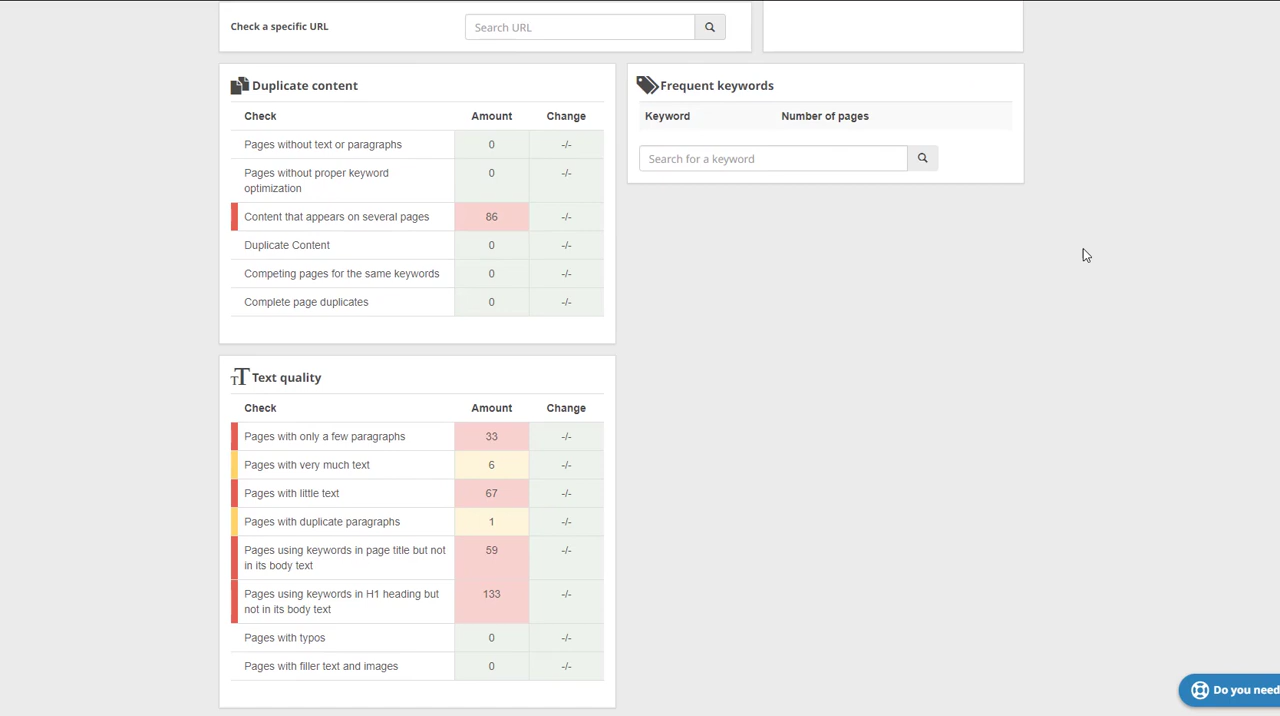 Check a specific URL
Search URL
Duplicate content
Check Amount Change
Pages without text or paragraphs 0 -/-
Pages without proper keyword
optimization 0 -/-
Content that appears on several pages 86 -/-
Duplicate Content 0 -/-
Competing pages for the same keywords 0 -/-
Complete page duplicates 0 -/-
Frequent keywords
Keyword Number of pages
Search for a keyword
Text quality
Check Amount Change
Pages with only a few paragraphs 33 -/-
Pages with very much text 6 -/-
Pages with little text 67 -/-
Pages with duplicate paragraphs 1 -/-
Pages using keywords in page title but not
in its body text 59 -/-
Pages using keywords in H1 heading but
not in its body text 133 -/-
Pages with typos 0 -/-
Pages with filler text and images 0 -/-
Do you need